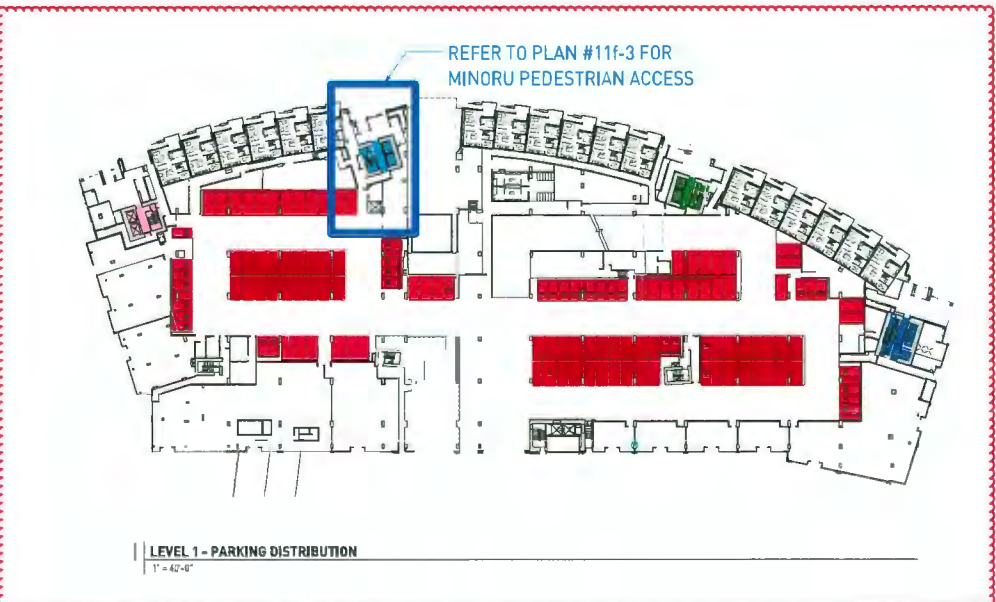 REFER TO PLAN #11f-3 FOR
MINORU PEDESTRIAN ACCESS
LEVEL 1 - PARKING DISTRIBUTION
1" = 40'-0"